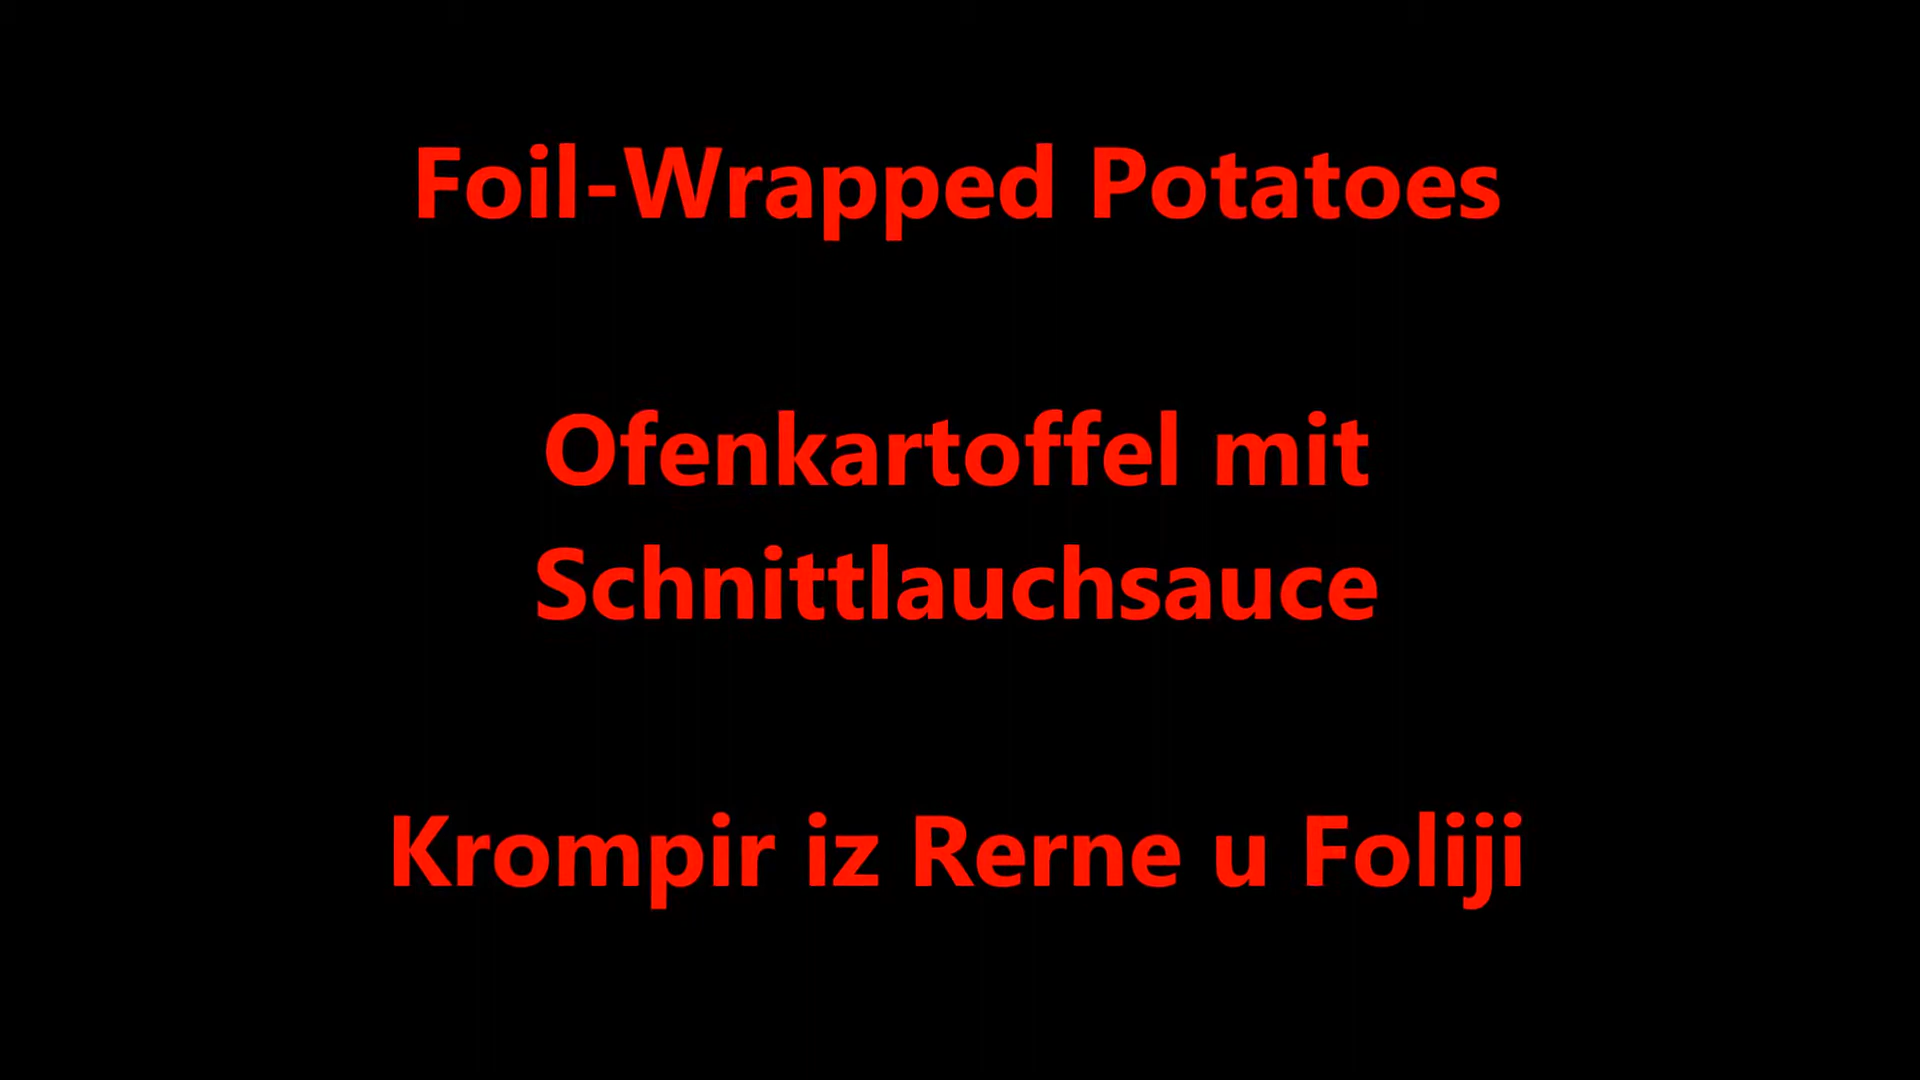 Foil-Wrapped Potatoes
Ofenkartoffel mit
Schnittlauchsauce
Krompir iz Rerne u Foliji